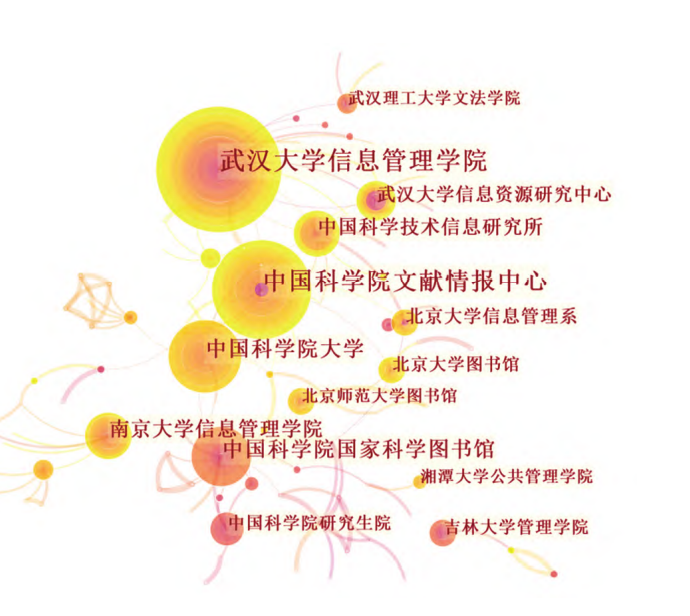 武汉理工大学文法学院
武汉大学信息管理学院
武汉大学信息资源研究中心
中国科学技术信息研究所
中国科学院文献情报中心
北京大学信息管理系
中国科学院大学
北京大学图书馆
北京师范大学图书馆
南京大学信息管理学院
中国科学院国家科学图书馆
湘潭大学公共管理学院
中国科学院研究生院
吉林大学管理学院